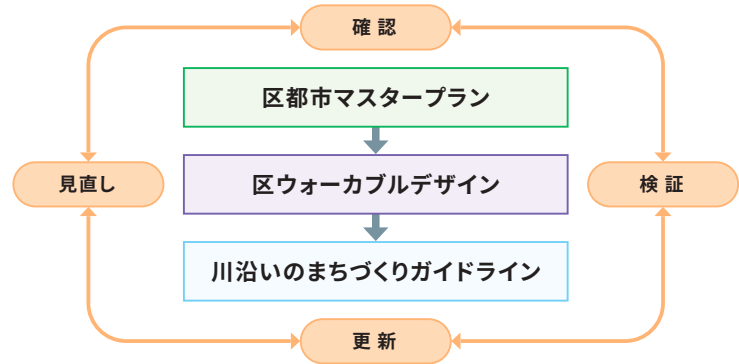 確認
区都市マスタープラン
区ウォーカブルデザイン
見直し
検証
川沿いのまちづくりガイドライン
更新